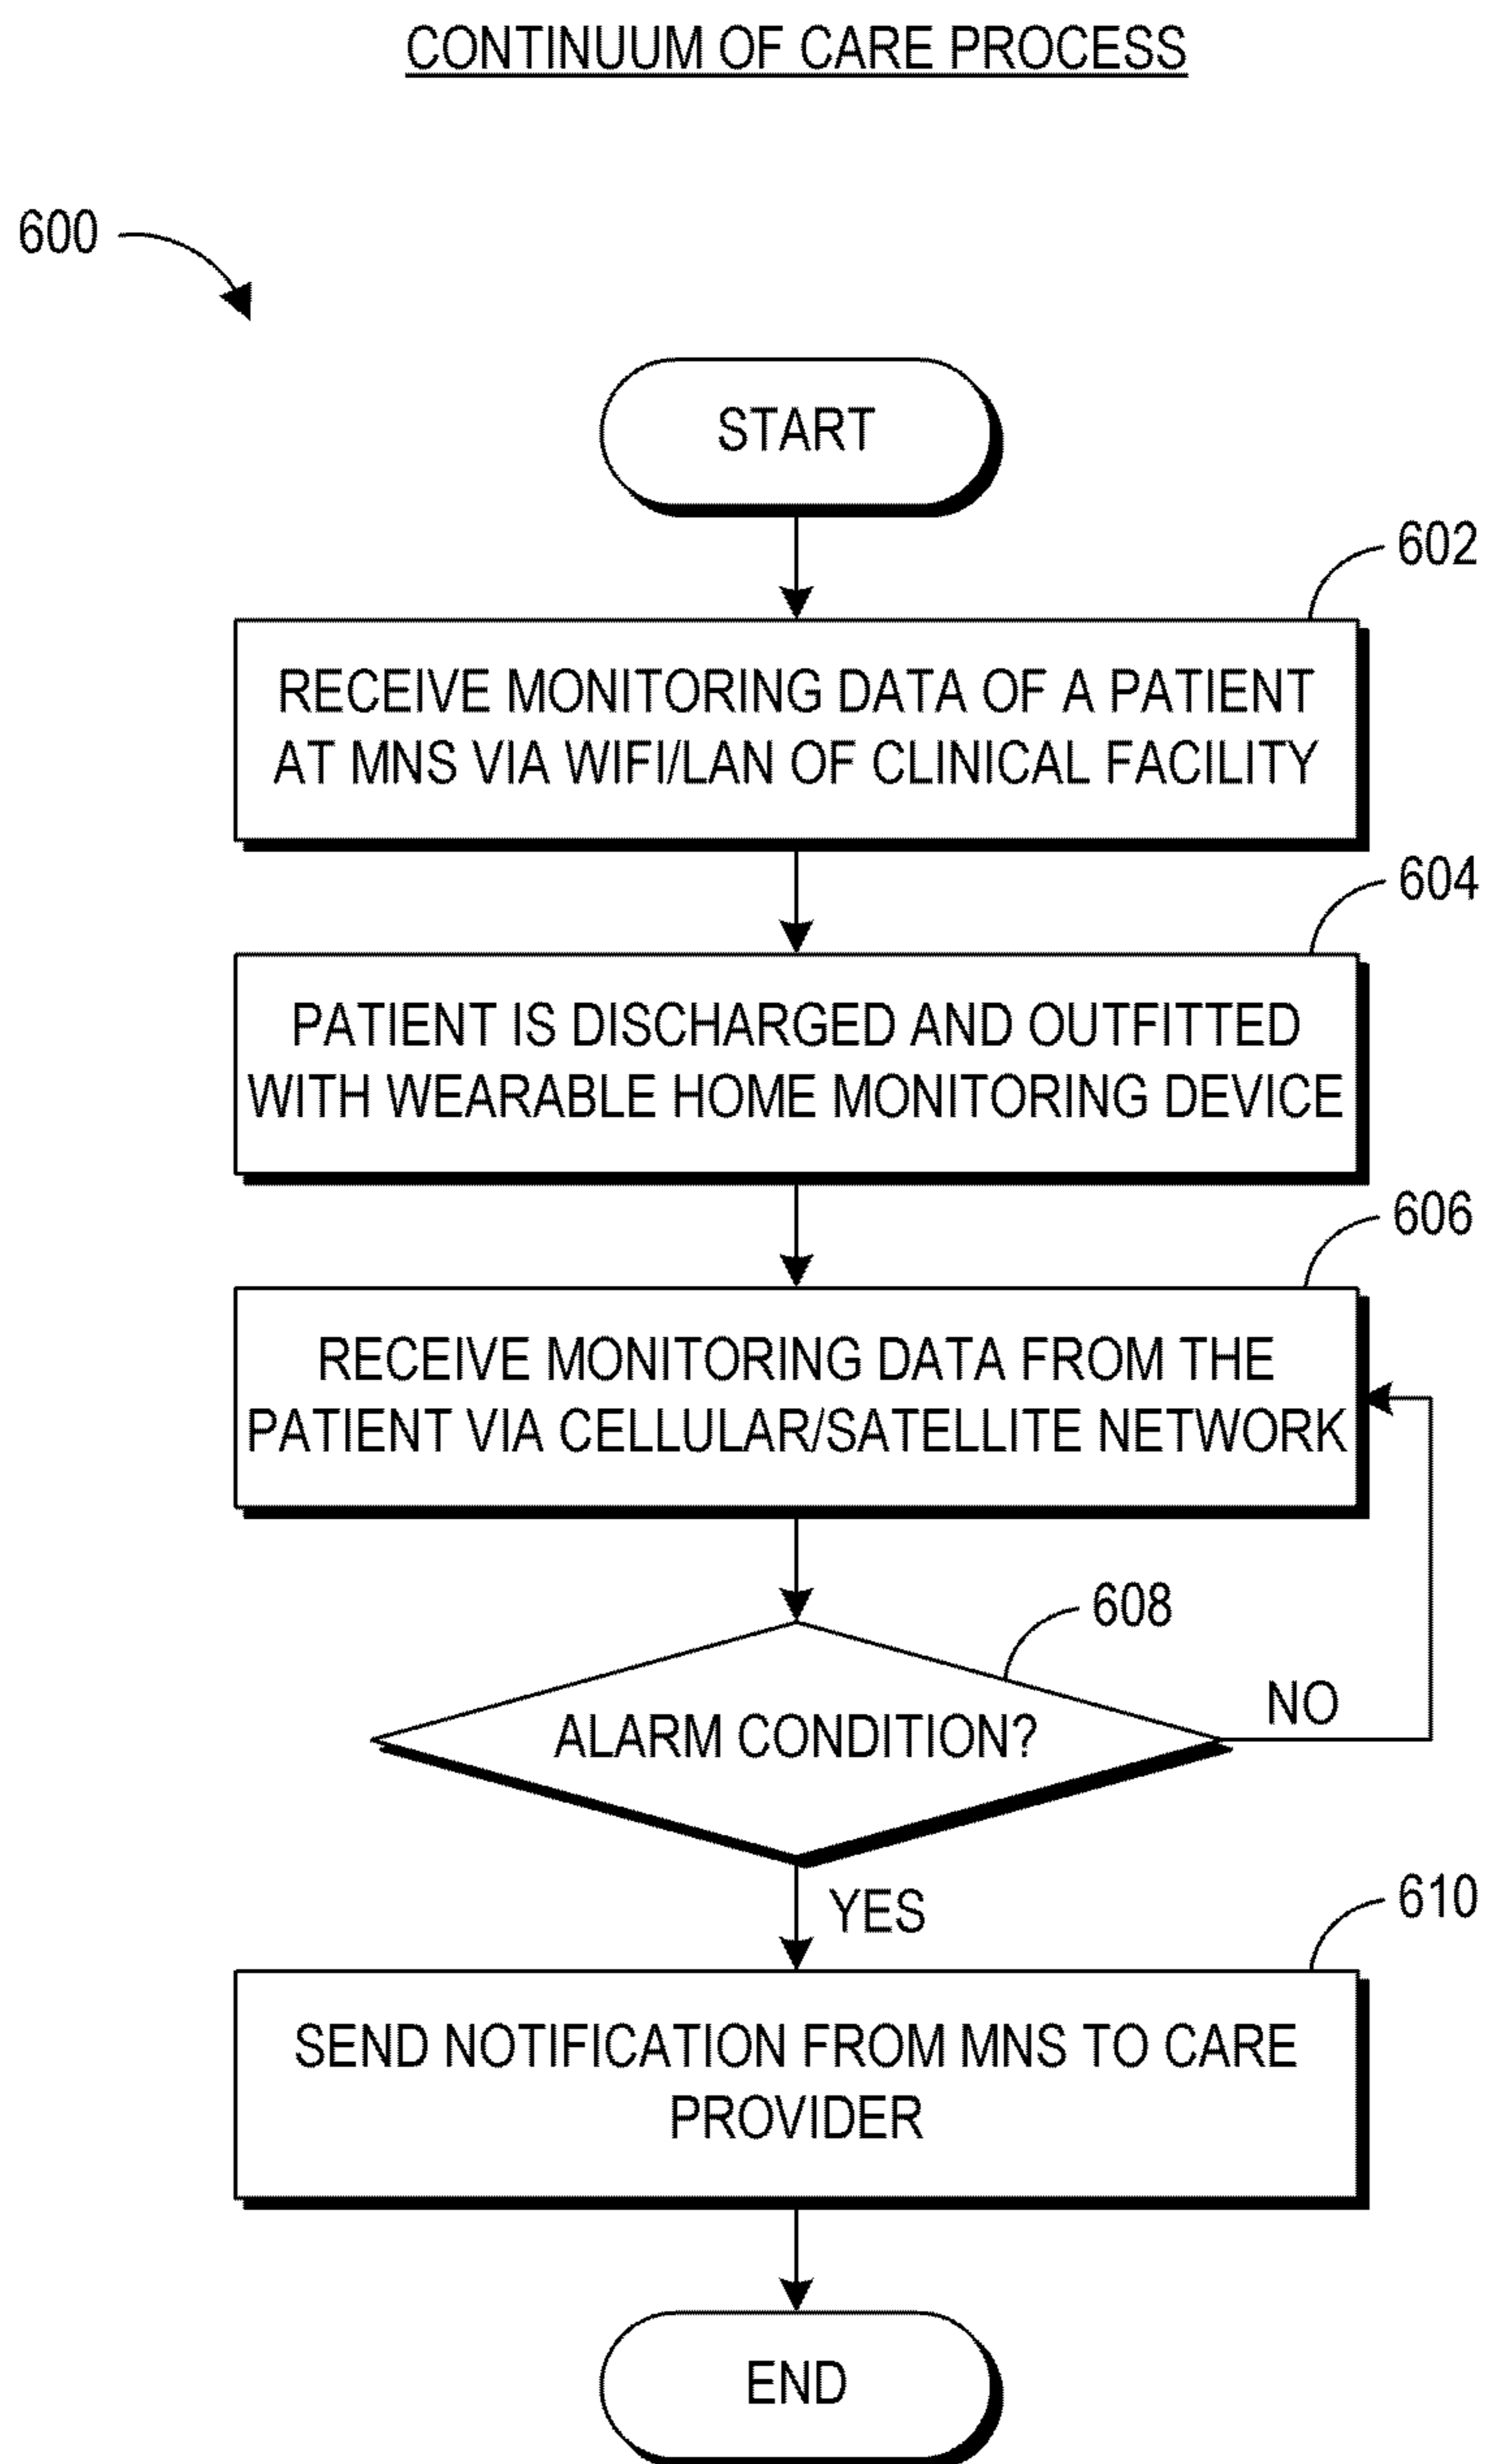 CONTINUUM OF CARE PROCESS
600
START
602
RECEIVE MONITORING DATA OF A PATIENT
AT MNS VIA WIFI/LAN OF CLINICAL FACILITY
604
PATIENT IS DISCHARGED AND OUTFITTED
WITH WEARABLE HOME MONITORING DEVICE
606
RECEIVE MONITORING DATA FROM THE
PATIENT VIA CELLULAR/SATELLITE NETWORK
608
ALARM CONDITION?
NO
YES
610
SEND NOTIFICATION FROM MNS TO CARE
PROVIDER
END